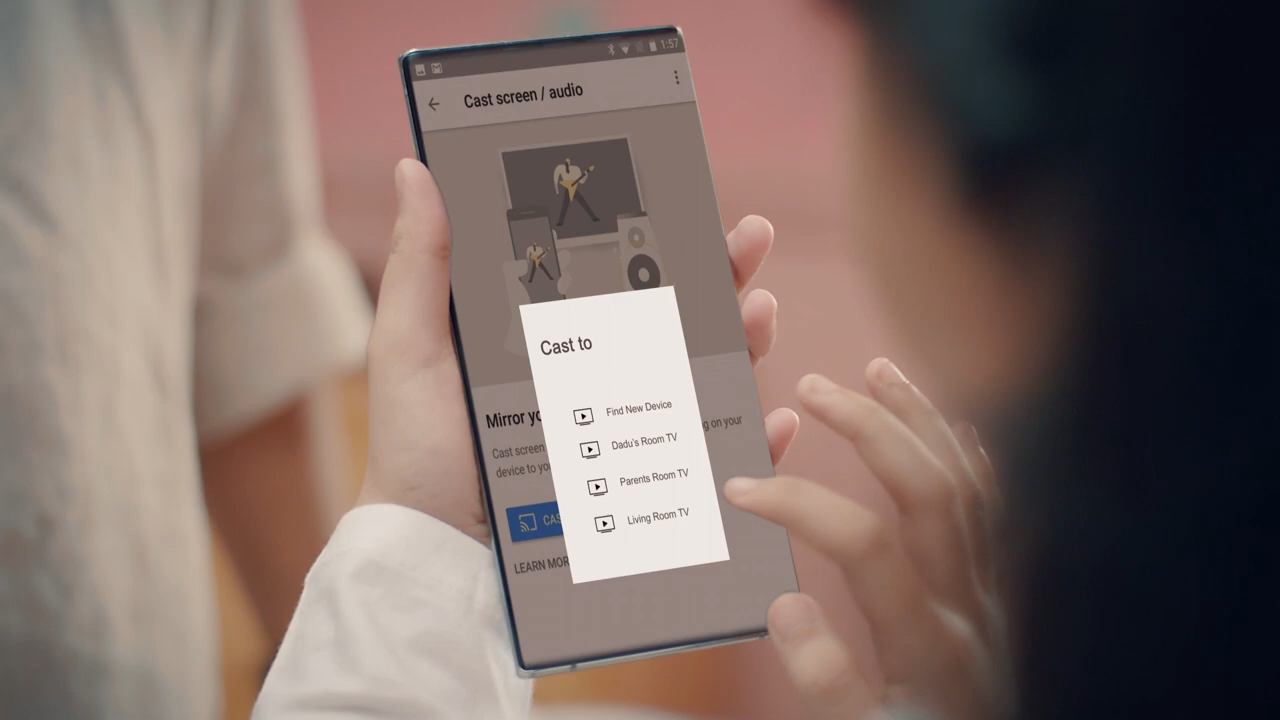 1:57
Cast screen / audio
Cast to
Find New Device
Dadu's Room TV
Parents Room TV
Living Room TV
Mirror yo
g on your
Cast screen
device to you
CAS
LEARN MOR